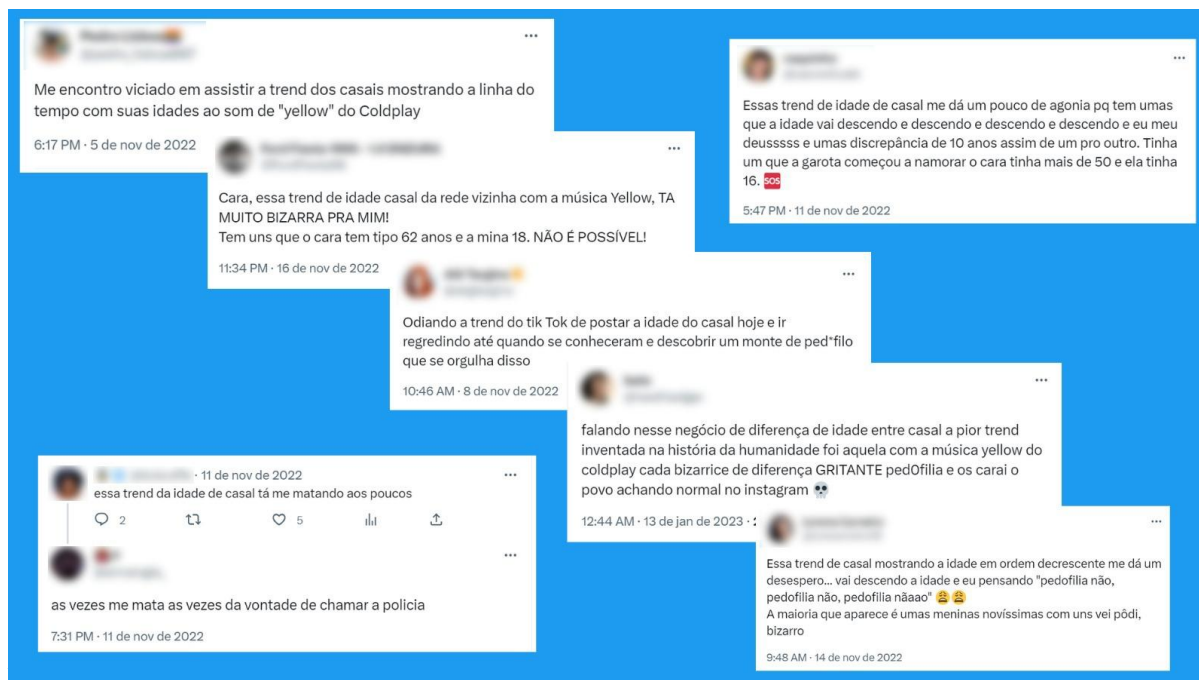 Me encontro viciado em assistir a trend dos casais mostrando a linha do
tempo com suas idades ao som de "yellow" do Coldplay
6:17 PM · 5 de nov de 2022
Essas trend de idade de casal me dá um pouco de agonia pq tem umas
que a idade vai descendo e descendo e descendo e descendo e eu meu
deusssss e umas discrepância de 10 anos assim de um pro outro. Tinha
um que a garota começou a namorar o cara tinha mais de 50 e ela tinha
16. 🆘
5:47 PM · 11 de nov de 2022
Cara, essa trend de idade casal da rede vizinha com a música Yellow, TA
MUITO BIZARRA PRA MIM!
Tem uns que o cara tem tipo 62 anos e a mina 18. NÃO É POSSÍVEL!
11:34 PM · 16 de nov de 2022
Odiando a trend do tik Tok de postar a idade do casal hoje e ir
regredindo até quando se conheceram e descobrir um monte de ped*filo
que se orgulha disso
10:46 AM · 8 de nov de 2022
falando nesse negócio de diferença de idade entre casal a pior trend
inventada na história da humanidade foi aquela com a música yellow do
coldplay cada bizarrice de diferença GRITANTE ped0filia e os carai o
povo achando normal no instagram 💀
12:44 AM · 13 de jan de 2023 ·
· 11 de nov de 2022
essa trend da idade de casal tá me matando aos poucos
2 5
as vezes me mata as vezes da vontade de chamar a policia
7:31 PM · 11 de nov de 2022
Essa trend de casal mostrando a idade em ordem decrescente me dá um
desespero... vai descendo a idade e eu pensando "pedofilia não,
pedofilia não, pedofilia nãaao" 😩😩
A maioria que aparece é umas meninas novíssimas com uns vei pôdi,
bizarro
9:48 AM · 14 de nov de 2022